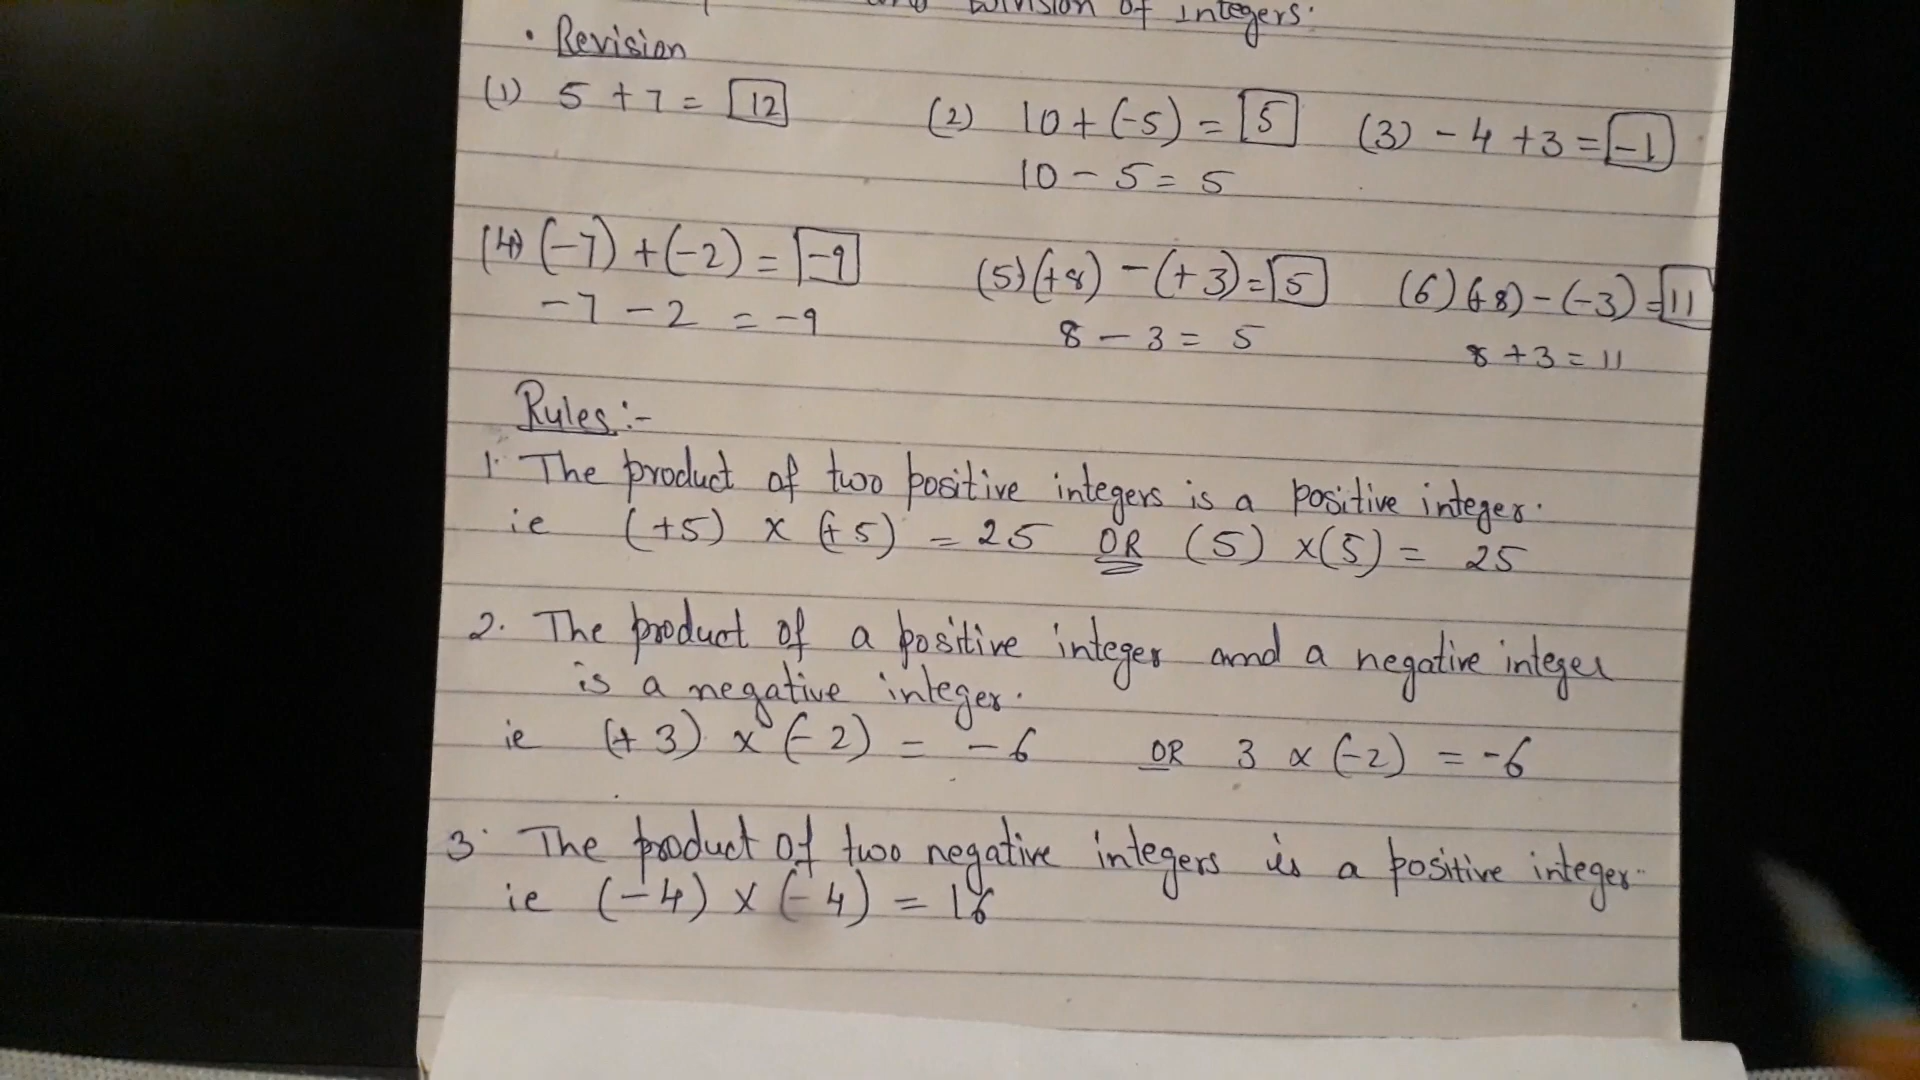 Division of Integers.
• Revision
(1) 5 + 7 = 12 (2) 10 + (-5) = 5 (3) - 4 + 3 = -1
10 - 5 = 5
(4) (-7) + (-2) = -9 (5) (+8) - (+3) = 5 (6) (+8) - (-3) = 11
-7 - 2 = -9 8 - 3 = 5 8 + 3 = 11
Rules:-
1. The product of two positive integers is a positive integer.
ie (+5) x (+5) = 25 OR (5) x (5) = 25
2. The product of a positive integer and a negative integer
is a negative integer.
ie (+3) x (-2) = -6 OR 3 x (-2) = -6
3. The product of two negative integers is a positive integer.
ie (-4) x (-4) = 16